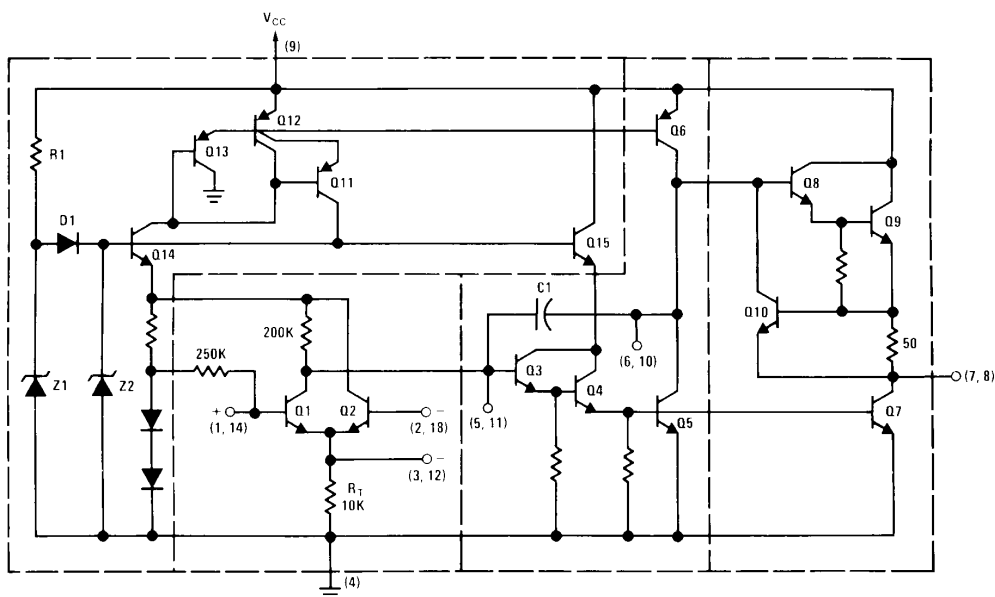 VCC
(9)
R1
Q12
Q13
Q11
Q6
Q8
Q9
D1
Q14
Q15
C1
Q10
200K
250K
(6, 10)
50
(7, 8)
Z1
Z2
Q3
Q4
+
(1, 14)
Q1
Q2
−
(2, 18)
(5, 11)
Q5
Q7
−
(3, 12)
RT
10K
(4)